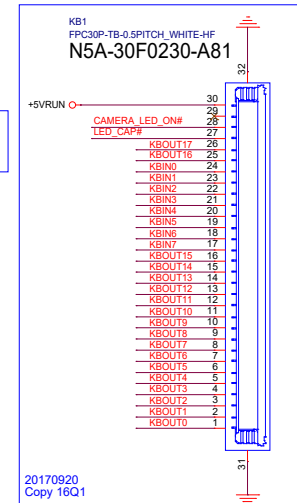 KB1
FPC30P-TB-0.5PITCH_WHITE-HF
N5A-30F0230-A81
32
+5VRUN 30
29
CAMERA_LED_ON# 28
LED_CAP# 27
KBOUT17 26
KBOUT16 25
KBIN0 24
KBIN1 23
KBIN2 22
KBIN3 21
KBIN4 20
KBIN5 19
KBIN6 18
KBIN7 17
KBOUT15 16
KBOUT14 15
KBOUT13 14
KBOUT12 13
KBOUT11 12
KBOUT10 11
KBOUT9 10
KBOUT8 9
KBOUT7 8
KBOUT6 7
KBOUT5 6
KBOUT4 5
KBOUT3 4
KBOUT2 3
KBOUT1 2
KBOUT0 1
31
20170920
Copy 16Q1